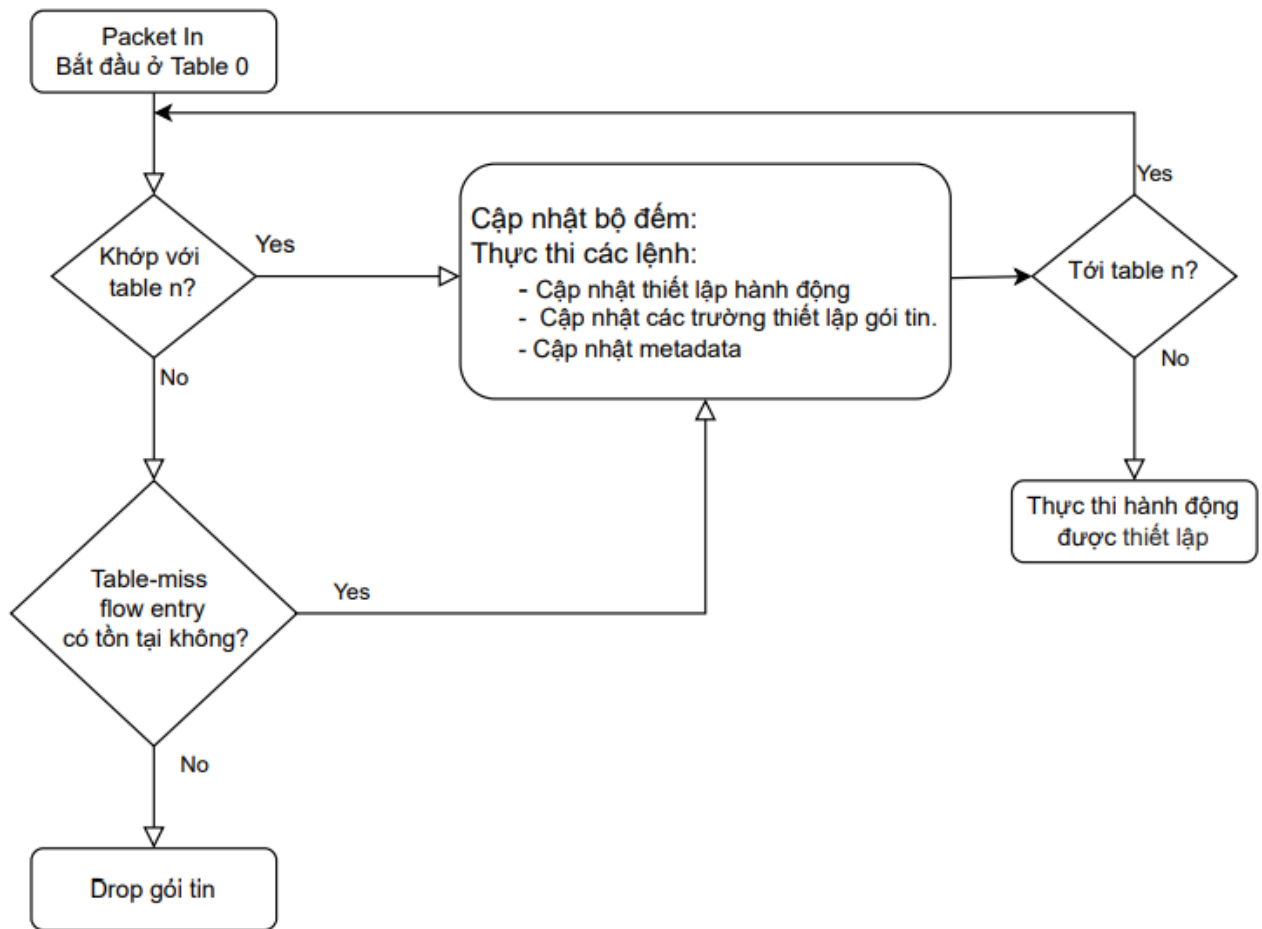 Packet In
Bắt đầu ở Table 0
Khớp với
table n?
Yes
No
Cập nhật bộ đếm:
Thực thi các lệnh:
- Cập nhật thiết lập hành động
- Cập nhật các trường thiết lập gói tin.
- Cập nhật metadata
Yes
Tới table n?
No
Thực thi hành động
được thiết lập
Table-miss
flow entry
có tồn tại không?
Yes
No
Drop gói tin